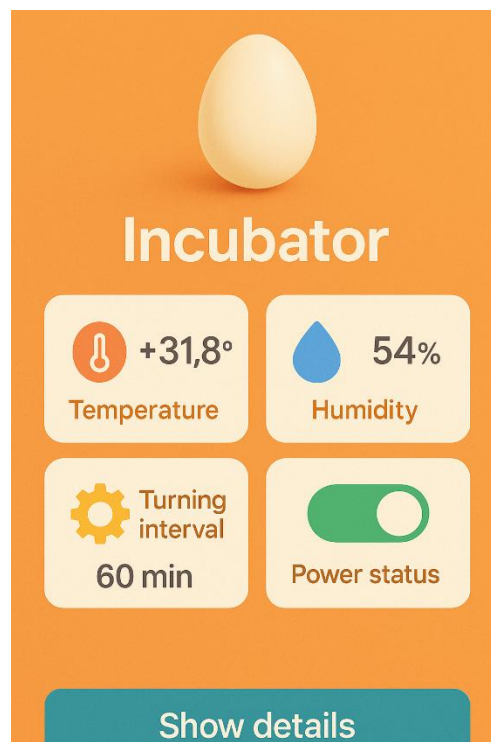 Incubator
+31,8°
Temperature
54%
Humidity
Turning
interval
60 min
Power status
Show details